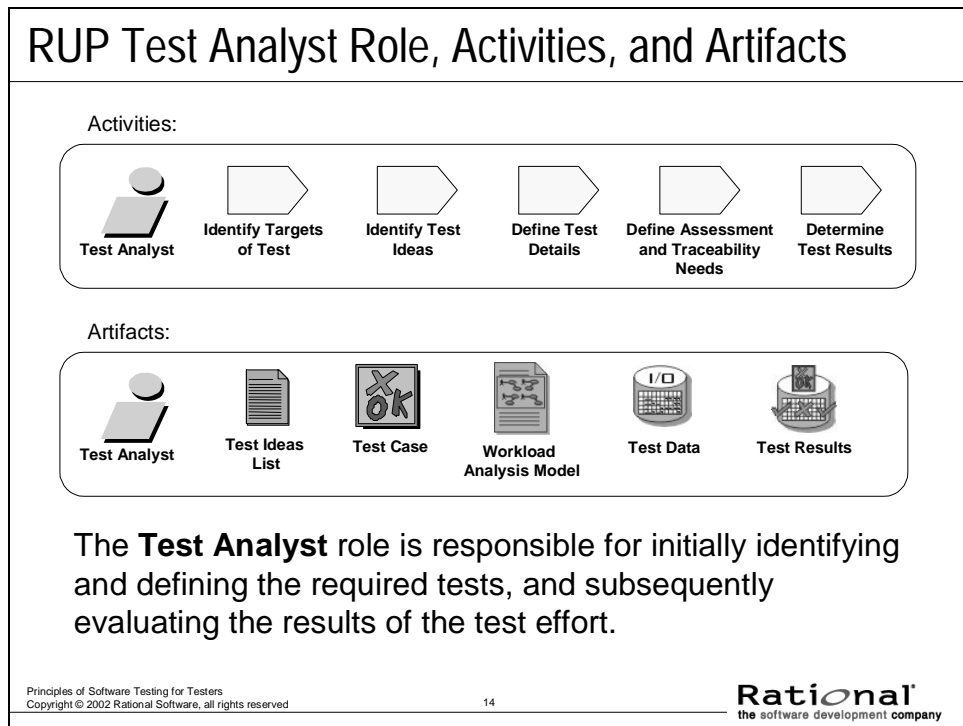 RUP Test Analyst Role, Activities, and Artifacts
Activities:
Test Analyst
Identify Targets
of Test
Identify Test
Ideas
Define Test
Details
Define Assessment
and Traceability
Needs
Determine
Test Results
Artifacts:
Test Analyst
Test Ideas
List
X
OK
Test Case
Workload
Analysis Model
I/O
Test Data
X
OK
Test Results
The Test Analyst role is responsible for initially identifying
and defining the required tests, and subsequently
evaluating the results of the test effort.
Principles of Software Testing for Testers
Copyright © 2002 Rational Software, all rights reserved
14
Rational
the software development company